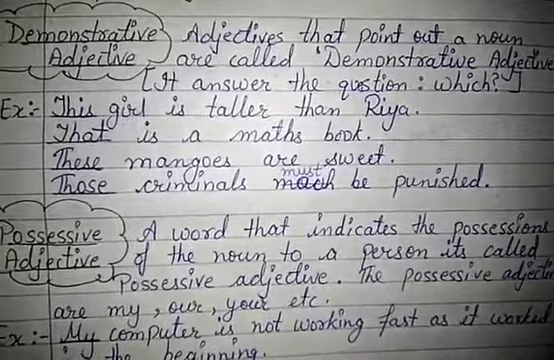 Demonstrative Adjectives that point out a noun
Adjective are called 'Demonstrative Adjective
[It answer the question : which?]
Ex:- This girl is taller than Riya.
That is a maths book.
These mangoes are sweet.
must
Those criminals be punished.
Possessive A word that indicates the possessions
Adjective of the noun to a person its called
Possessive adjective. The possessive
are my, our, your etc.
Ex:- My computer is not working fast as it worked
the beginning.